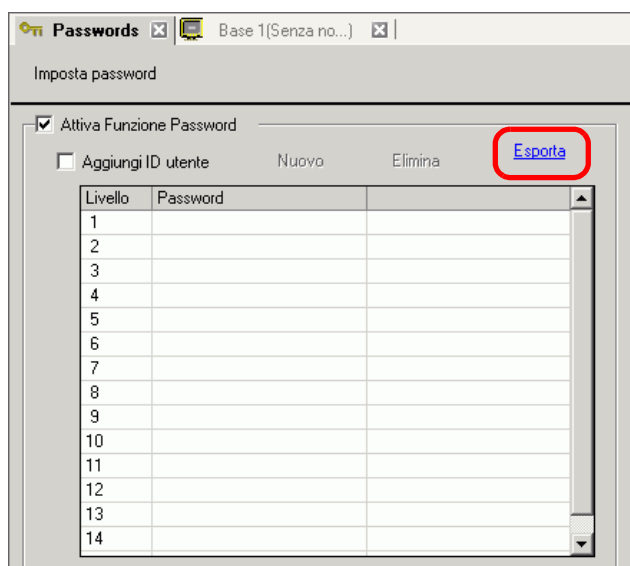 Passwords Base 1(Senza no...)
Imposta password
Attiva Funzione Password
Aggiungi ID utente Nuovo Elimina Esporta
Livello Password
1
2
3
4
5
6
7
8
9
10
11
12
13
14